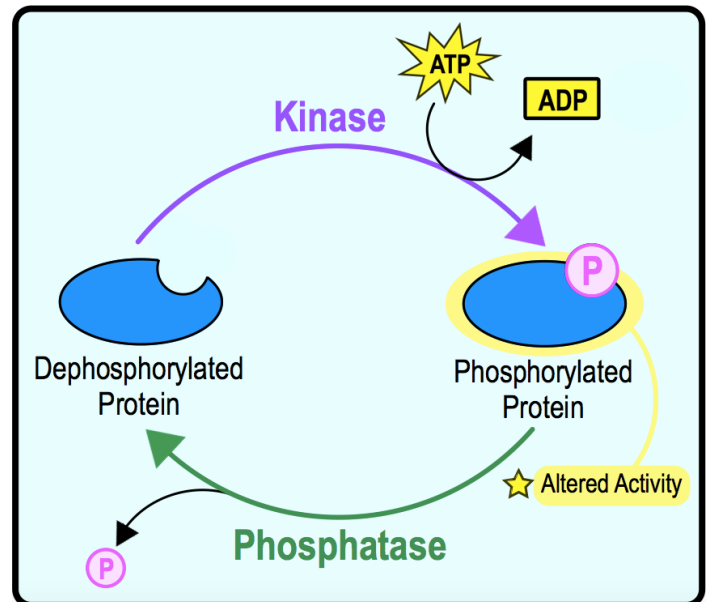 ATP
ADP
Kinase
P
Dephosphorylated
Protein
Phosphorylated
Protein
Altered Activity
Phosphatase
P